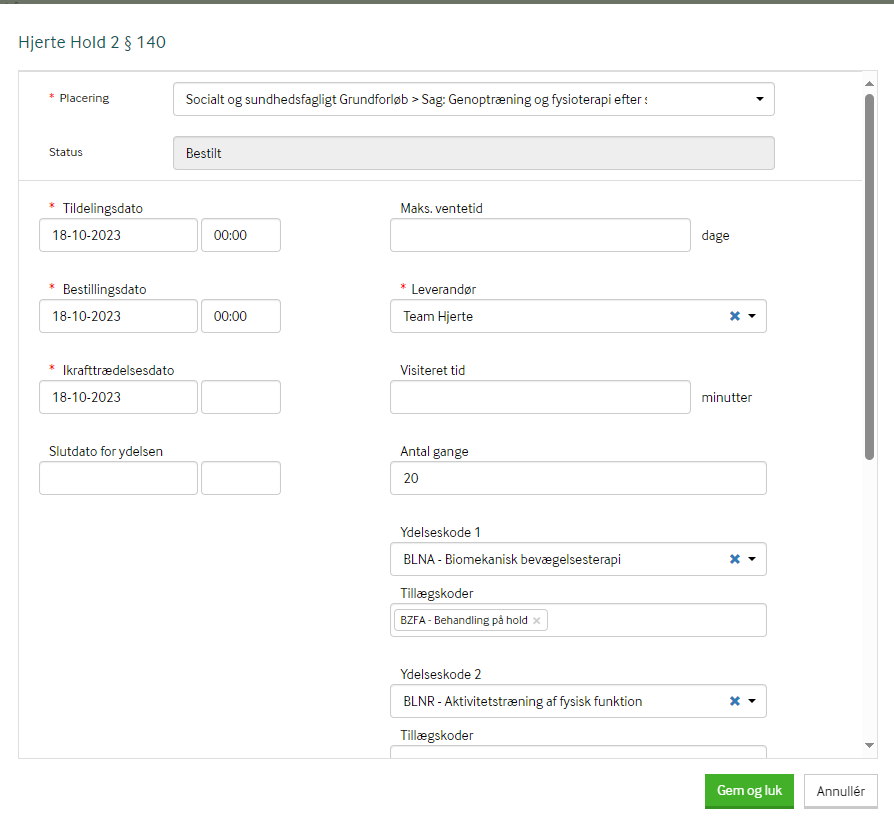 Hjerte Hold 2 § 140
* Placering
Socialt og sundhedsfagligt Grundforløb > Sag: Genoptræning og fysioterapi efter
Status
Bestilt
* Tildelingsdato
18-10-2023 00:00
Maks. ventetid
dage
* Bestillingsdato
18-10-2023 00:00
* Leverandør
Team Hjerte
* Ikrafttrædelsesdato
18-10-2023
Visiteret tid
minutter
Slutdato for ydelsen
Antal gange
20
Ydelseskode 1
BLNA - Biomekanisk bevægelsesterapi
Tillægskoder
BZFA - Behandling på hold
Ydelseskode 2
BLNR - Aktivitetstræning af fysisk funktion
Tillægskoder
Gem og luk
Annullér